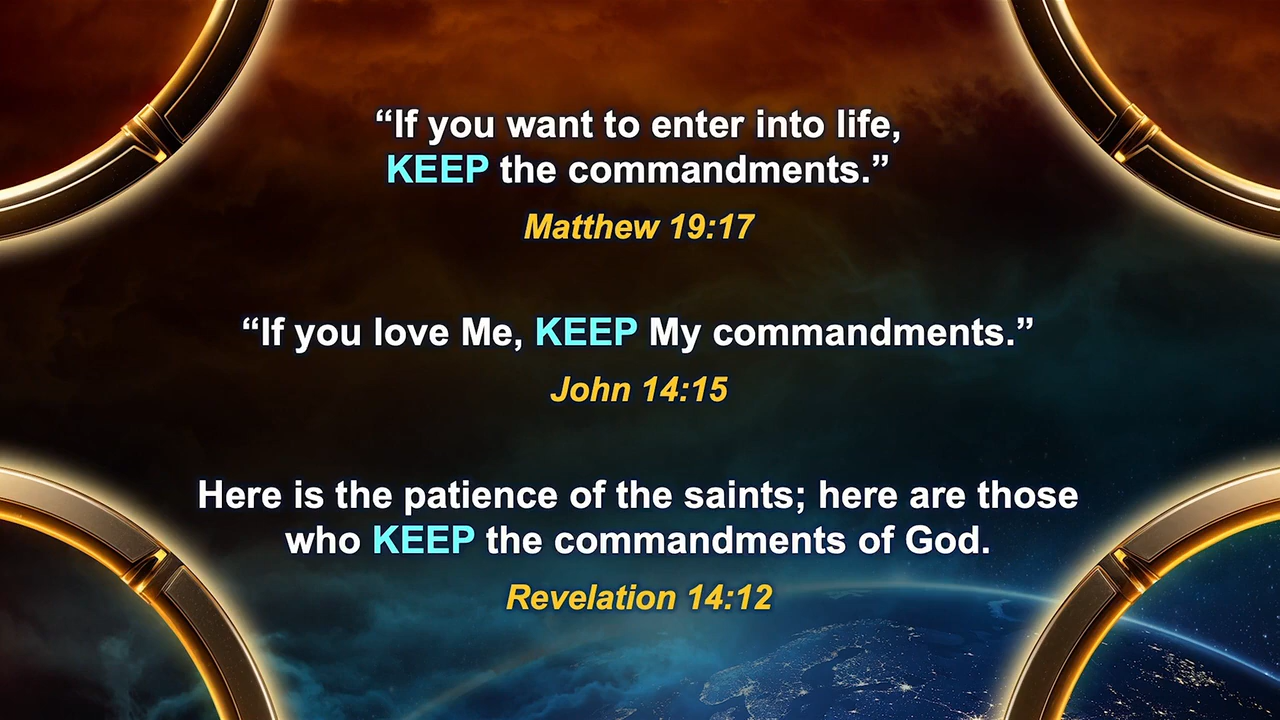 “If you want to enter into life,
KEEP the commandments.”
Matthew 19:17
“If you love Me, KEEP My commandments.”
John 14:15
Here is the patience of the saints; here are those
who KEEP the commandments of God.
Revelation 14:12